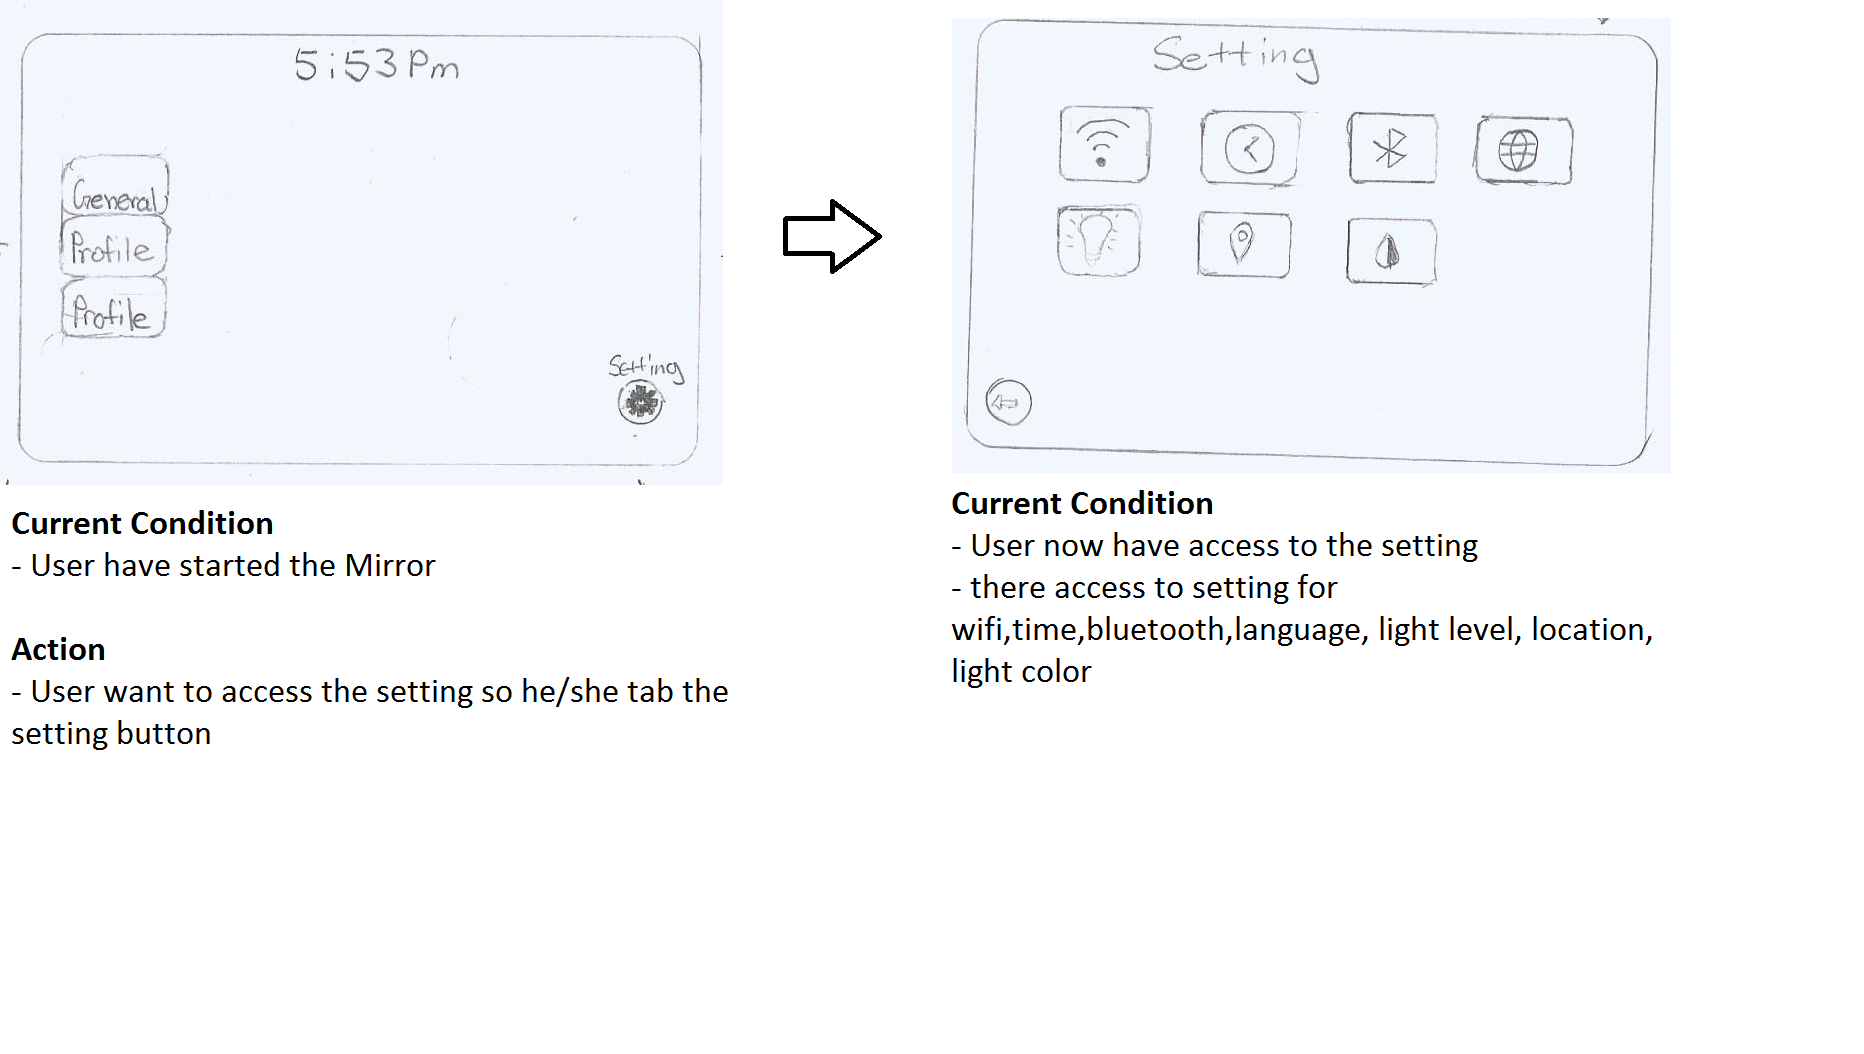 5:53 Pm
General
Profile
Profile
Setting
Current Condition
- User have started the Mirror
Action
- User want to access the setting so he/she tab the
setting button
Setting
Current Condition
- User now have access to the setting
- there access to setting for
wifi,time,bluetooth,language, light level, location,
light color